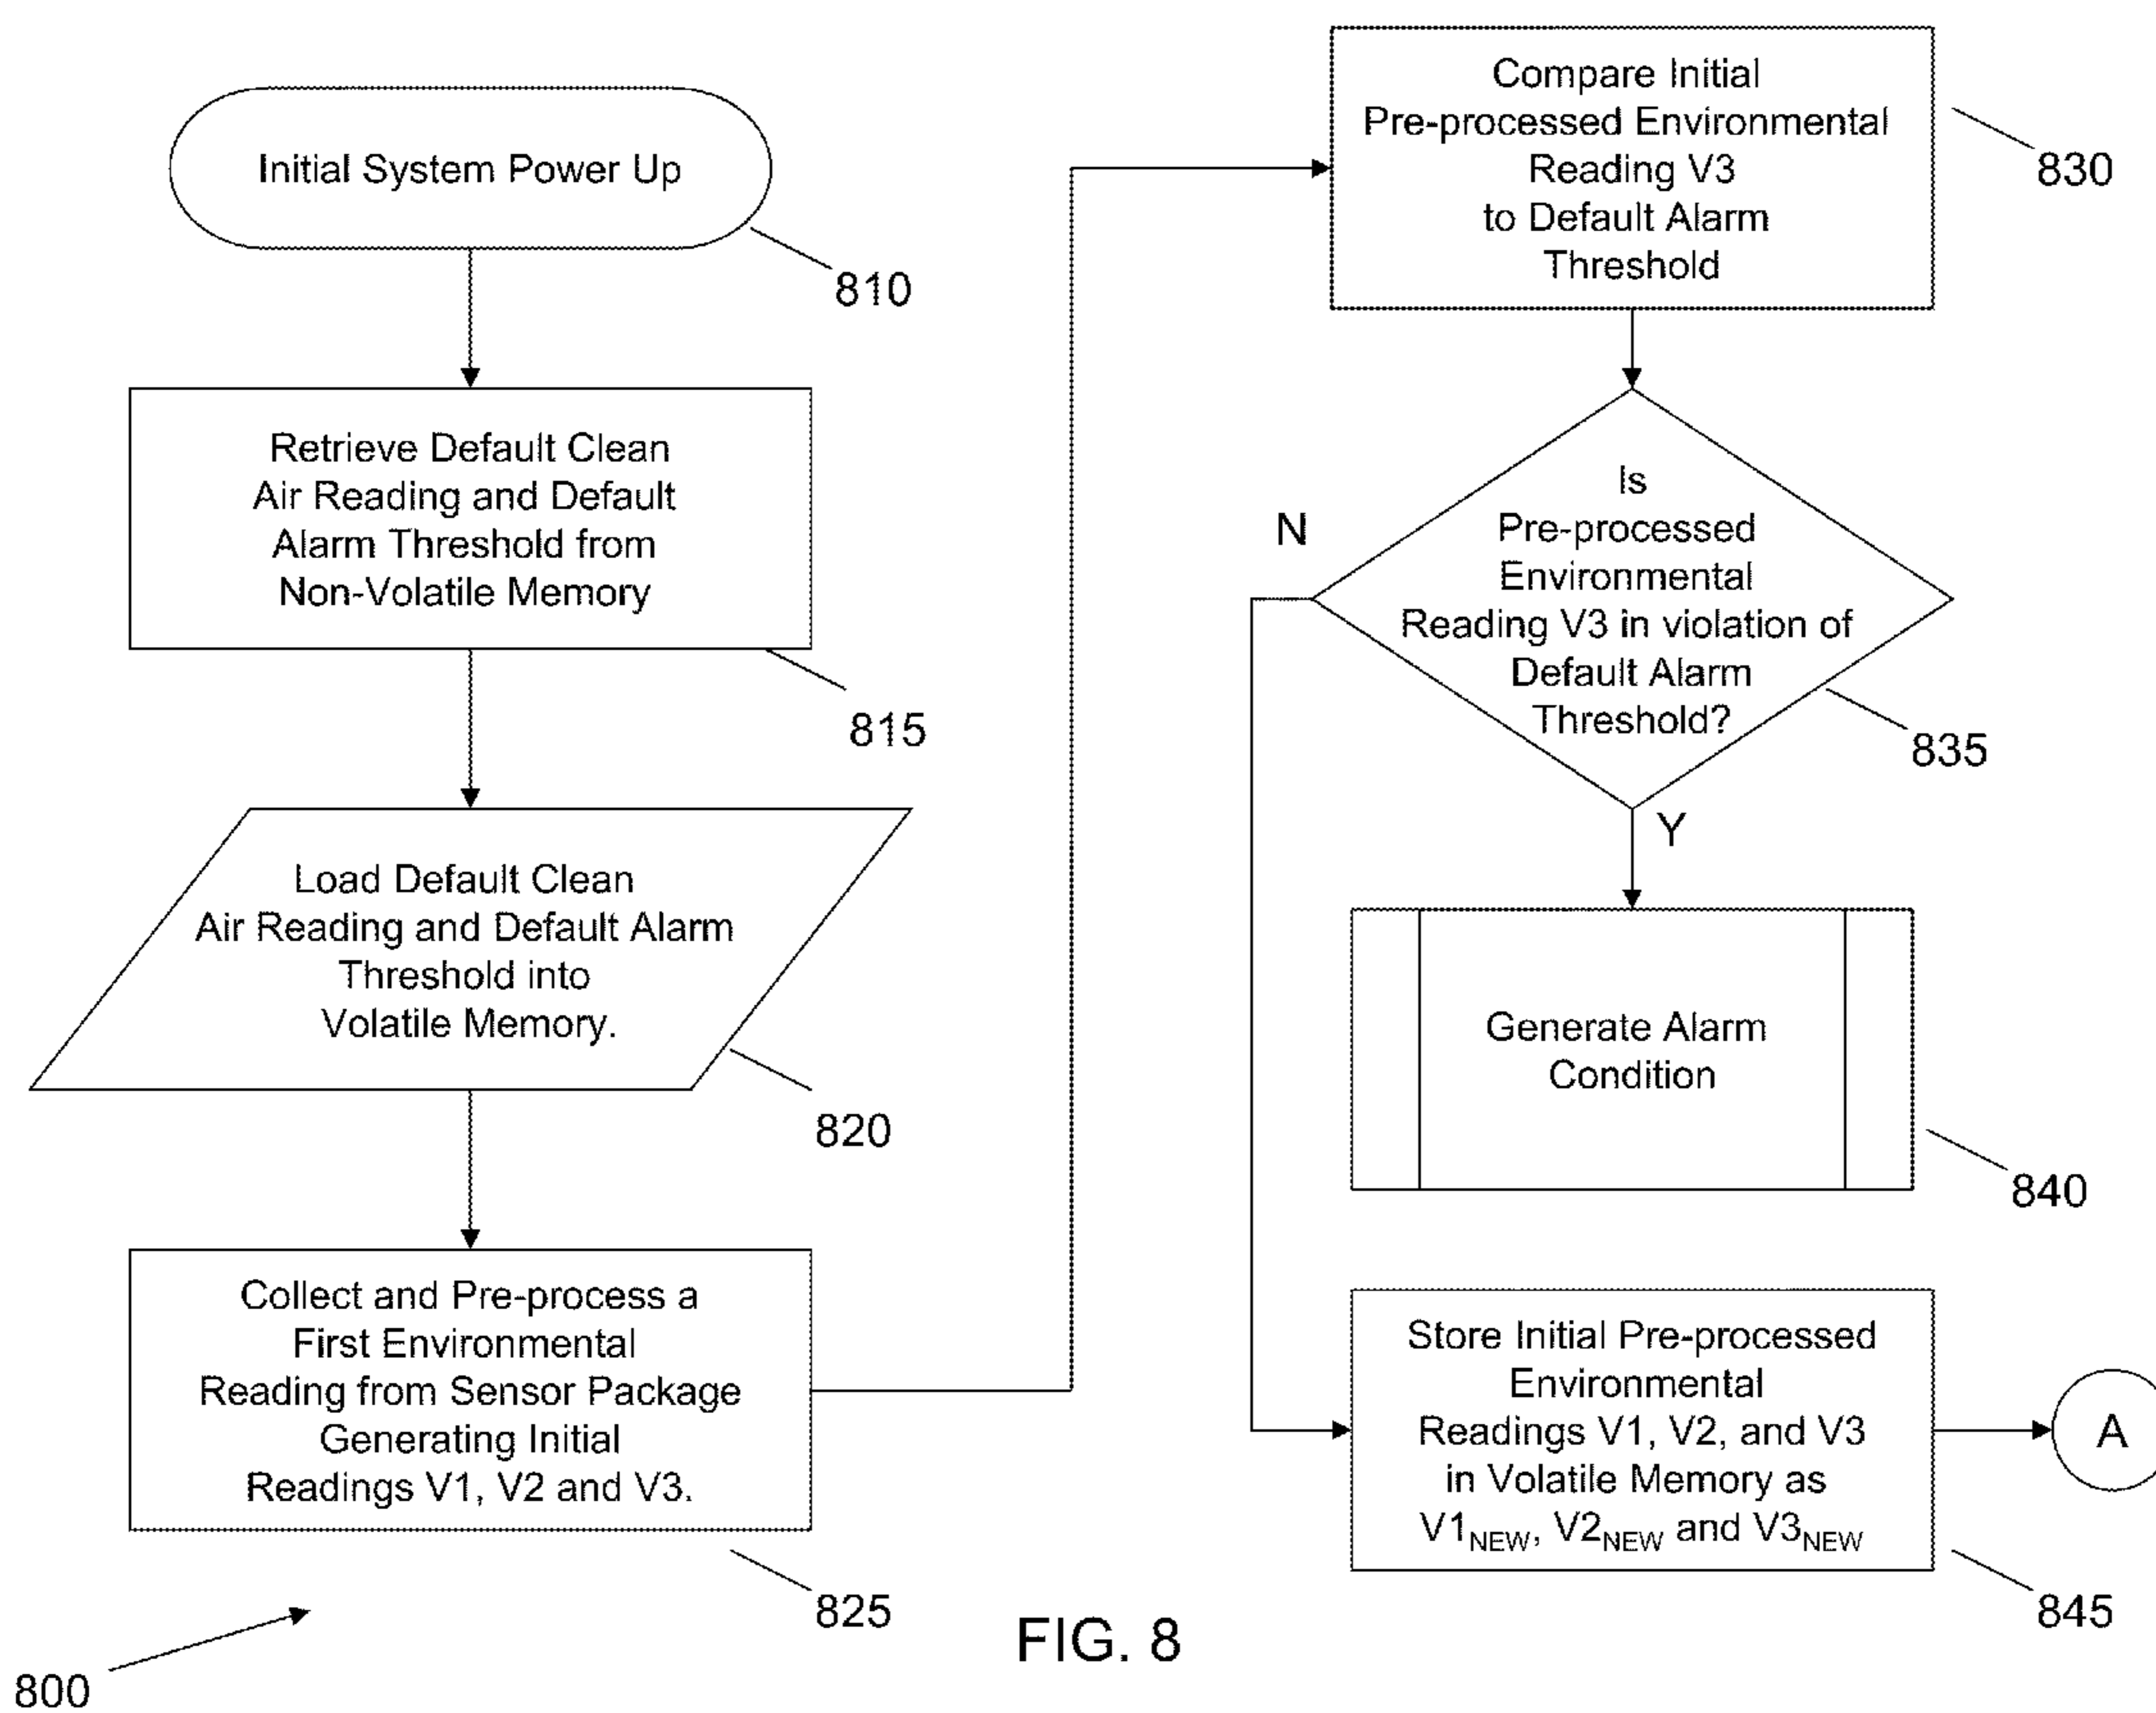 Initial System Power Up
810
Retrieve Default Clean
Air Reading and Default
Alarm Threshold from
Non-Volatile Memory
815
Load Default Clean
Air Reading and Default Alarm
Threshold into
Volatile Memory.
820
Collect and Pre-process a
First Environmental
Reading from Sensor Package
Generating Initial
Readings V1, V2 and V3.
825
800
Compare Initial
Pre-processed Environmental
Reading V3
to Default Alarm
Threshold
830
Is
Pre-processed
Environmental
Reading V3 in violation of
Default Alarm
Threshold?
835
N
Y
Generate Alarm
Condition
840
Store Initial Pre-processed
Environmental
Readings V1, V2, and V3
in Volatile Memory as
V1NEW, V2NEW and V3NEW
845
A
FIG. 8